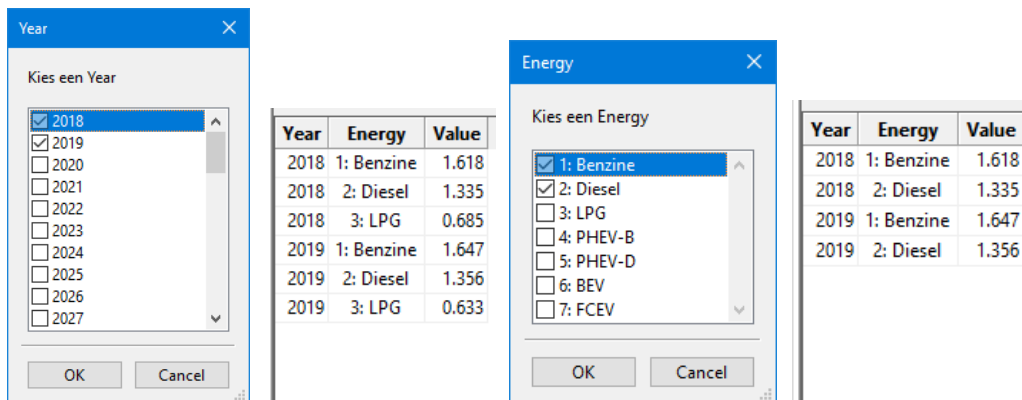 Year
Kies een Year
2018
2019
2020
2021
2022
2023
2024
2025
2026
2027
OK Cancel
Year Energy Value
2018 1: Benzine 1.618
2018 2: Diesel 1.335
2018 3: LPG 0.685
2019 1: Benzine 1.647
2019 2: Diesel 1.356
2019 3: LPG 0.633
Energy
Kies een Energy
1: Benzine
2: Diesel
3: LPG
4: PHEV-B
5: PHEV-D
6: BEV
7: FCEV
OK Cancel
Year Energy Value
2018 1: Benzine 1.618
2018 2: Diesel 1.335
2019 1: Benzine 1.647
2019 2: Diesel 1.356